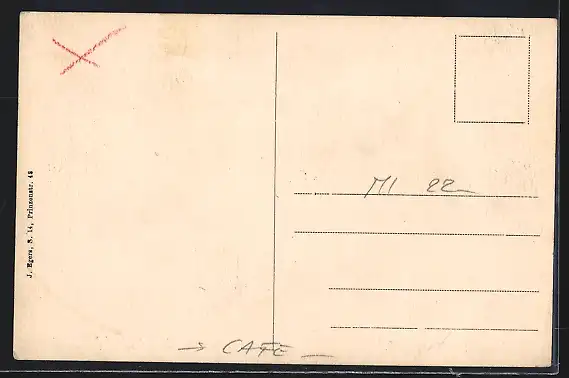 J. Egers, S. 14, Prinzenstr. 42
M1 22
→ CAFE